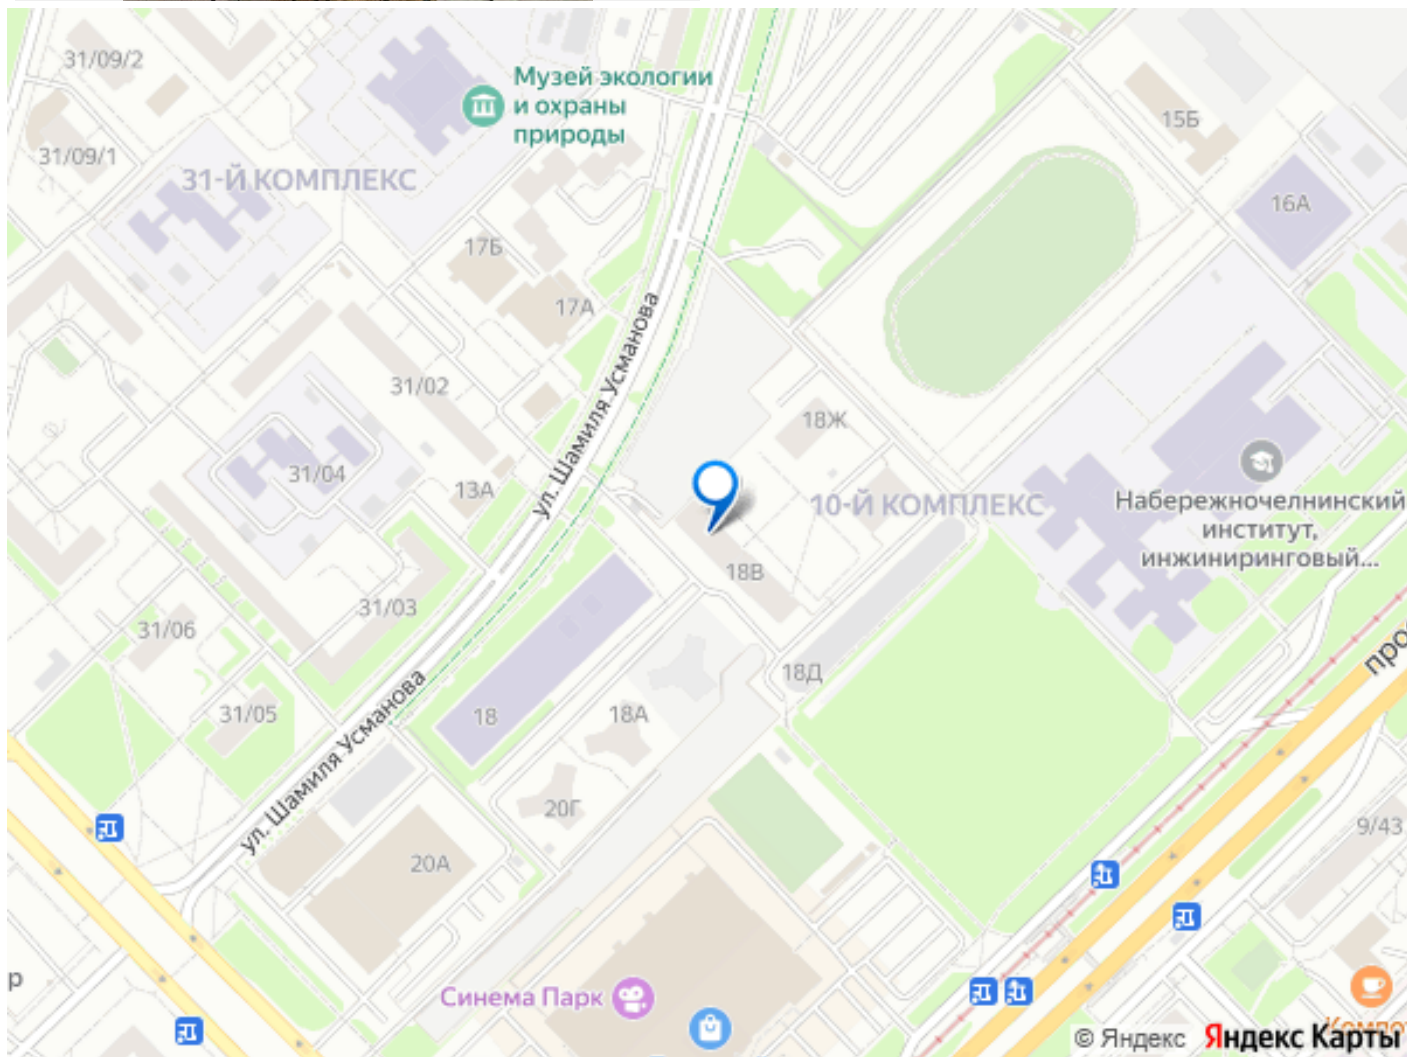 31/09/2
Музей экологии
и охраны
природы
15Б
31/09/1
31-Й КОМПЛЕКС
16А
17Б
17А
ул. Шамиля Усманова
31/02
18Ж
31/04
13А
10-Й КОМПЛЕКС
Набережночелнинский
институт,
инжиниринговый...
18В
31/03
31/06
18Д
31/05
18
18А
ул. Шамиля Усманова
20Г
9/43
20А
Синема Парк
© Яндекс Яндекс Карты